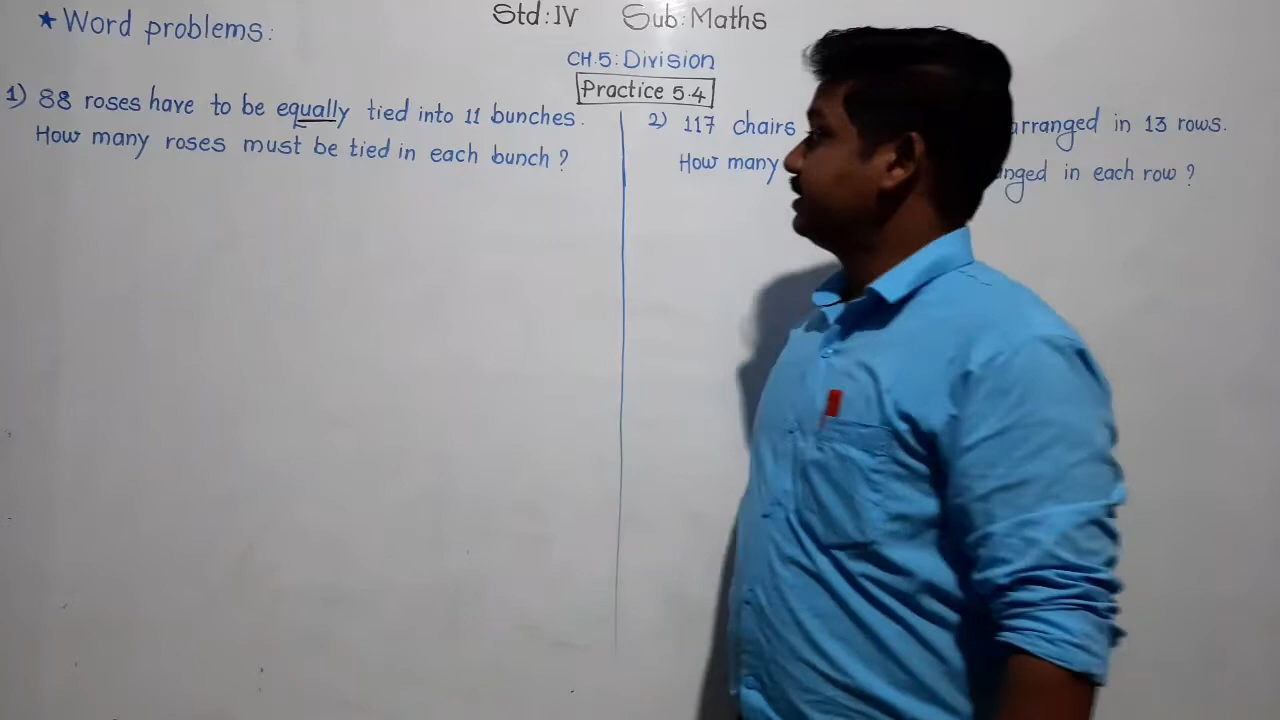 Std: IV Sub: Maths
★ Word problems:
CH. 5: Division
Practice 5.4
1) 88 roses have to be equally tied into 11 bunches.
How many roses must be tied in each bunch?
2) 117 chairs arranged in 13 rows.
How many in each row?